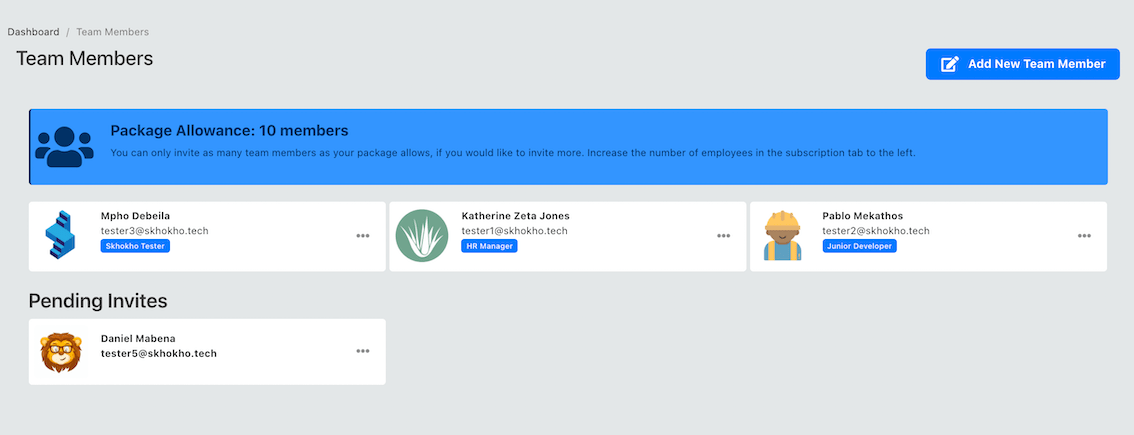 Dashboard / Team Members
Team Members
Add New Team Member
Package Allowance: 10 members
You can only invite as many team members as your package allows, if you would like to invite more. Increase the number of employees in the subscription tab to the left.
Mpho Debeila
tester3@skhokho.tech
Skhokho Tester
Katherine Zeta Jones
tester1@skhokho.tech
HR Manager
Pablo Mekathos
tester2@skhokho.tech
Junior Developer
Pending Invites
Daniel Mabena
tester5@skhokho.tech